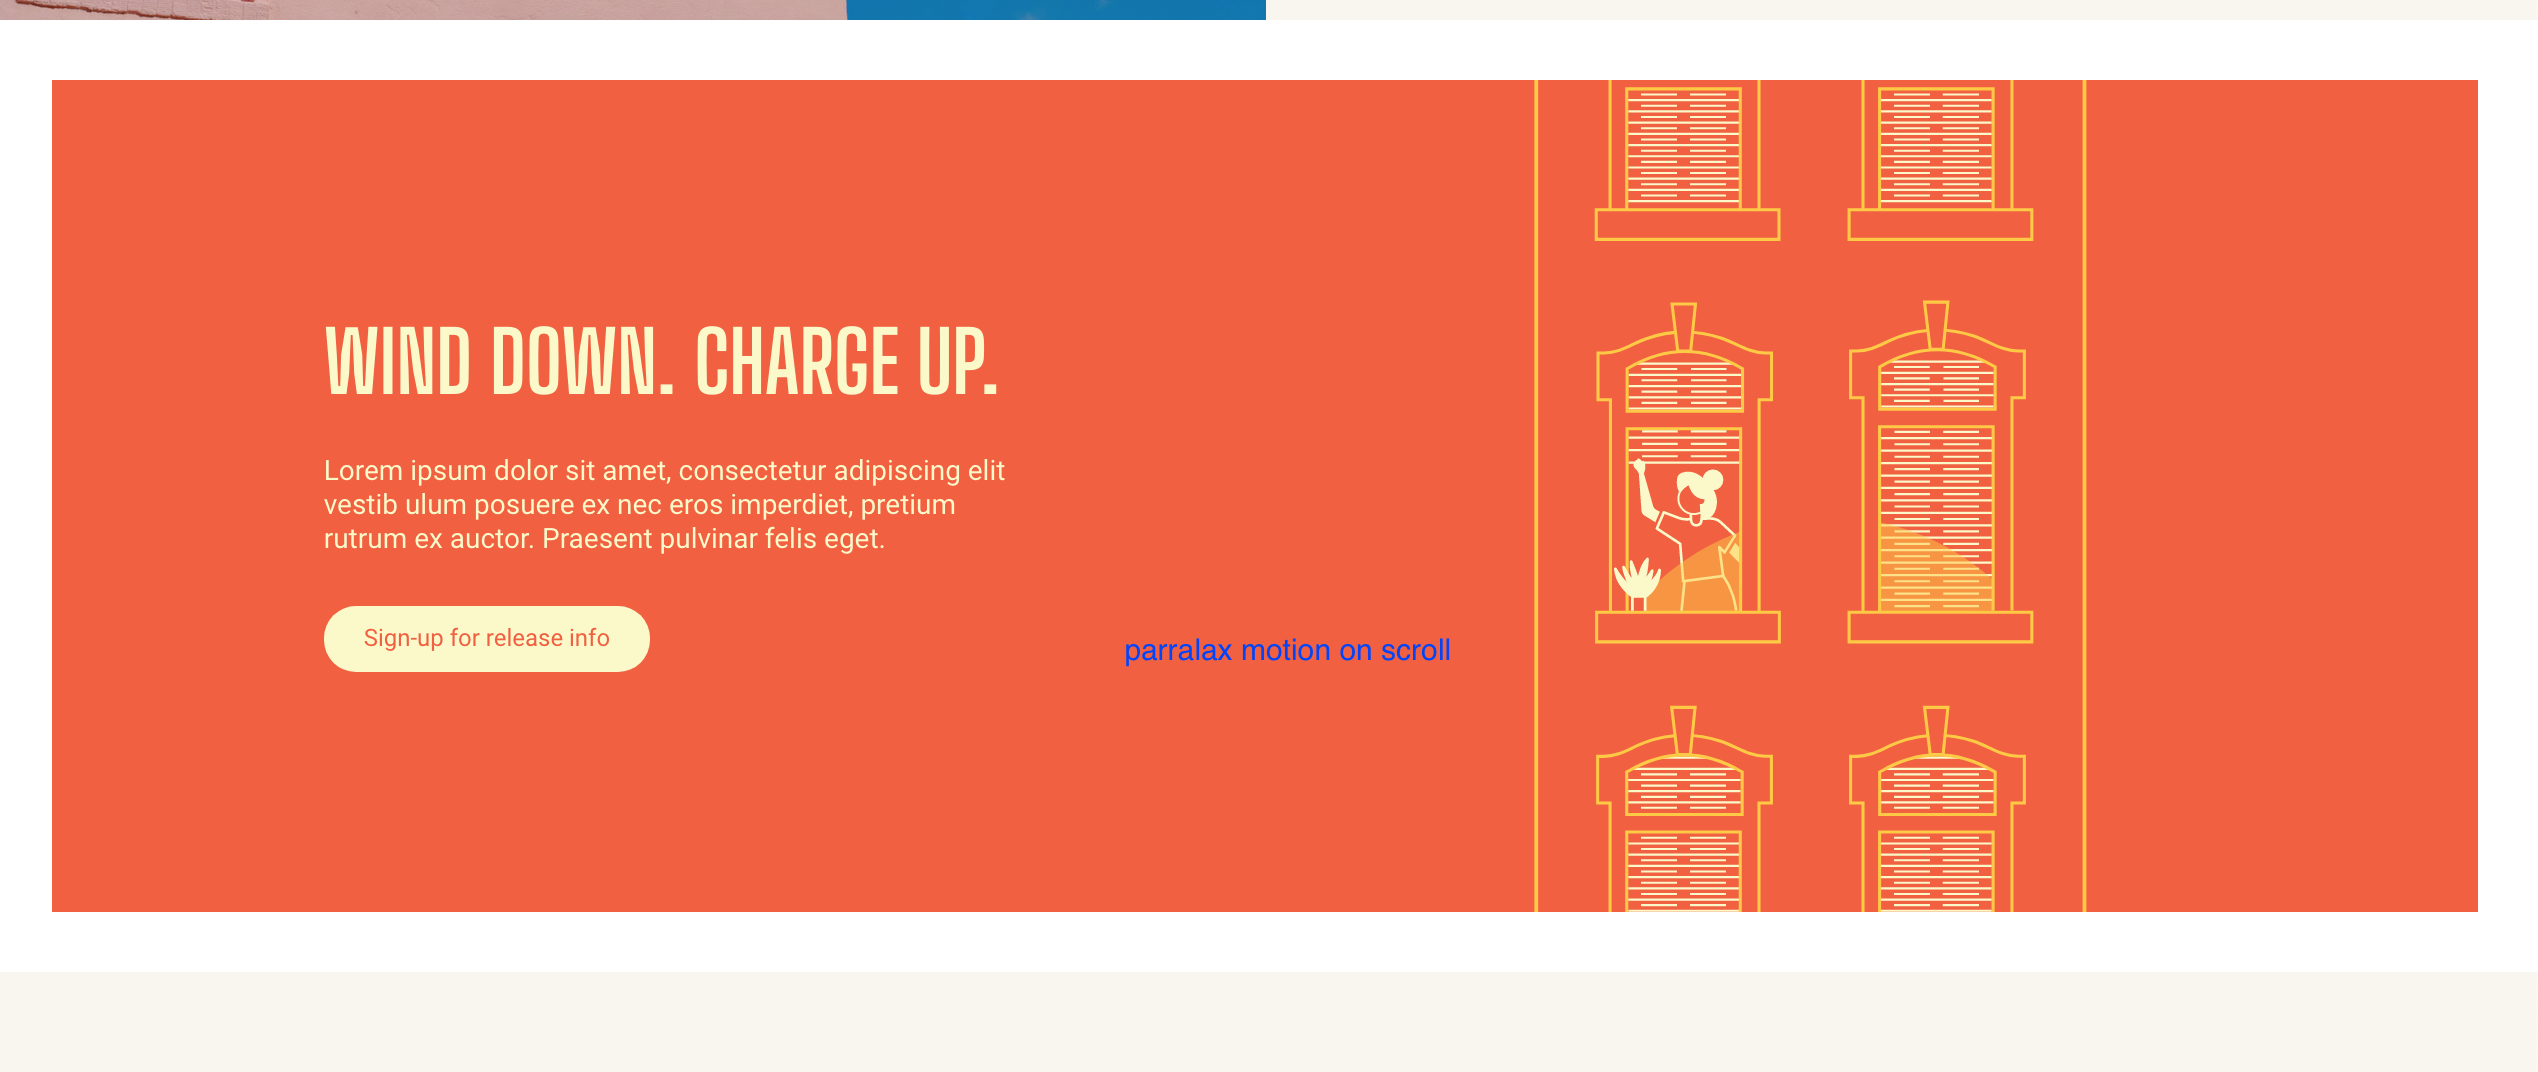 WIND DOWN. CHARGE UP.
Lorem ipsum dolor sit amet, consectetur adipiscing elit
vestib ulum posuere ex nec eros imperdiet, pretium
rutrum ex auctor. Praesent pulvinar felis eget.
Sign-up for release info
parralax motion on scroll